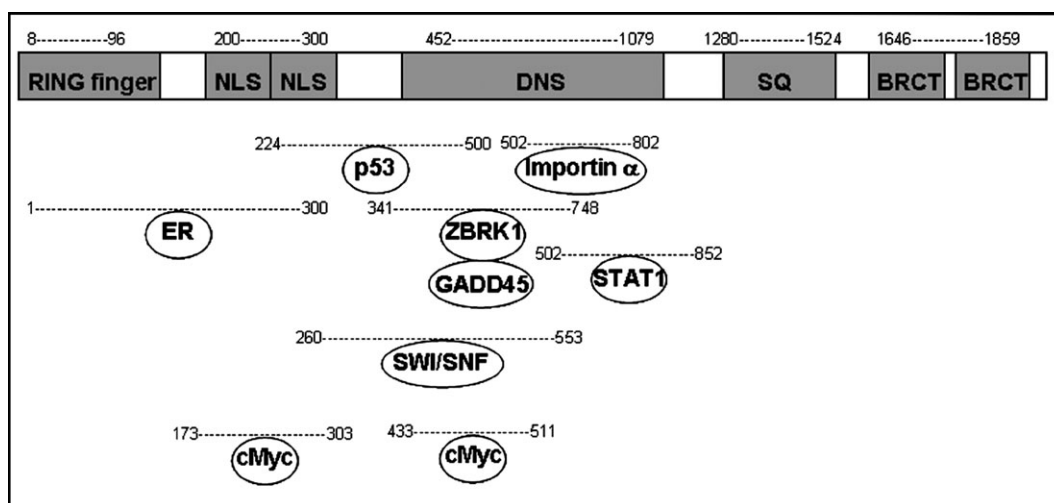 8------------96 200------300 452----------------------1079 1280---------1524 1646------------1859
RING finger NLS NLS DNS SQ BRCT BRCT
224----------------------500 502------------802
p53 Importin α
1--------------------------------300 341-------------------748
ER ZBRK1
502-----------------852
GADD45 STAT1
260-------------------------553
SWI/SNF
173---------------303 433-------------511
cMyc cMyc